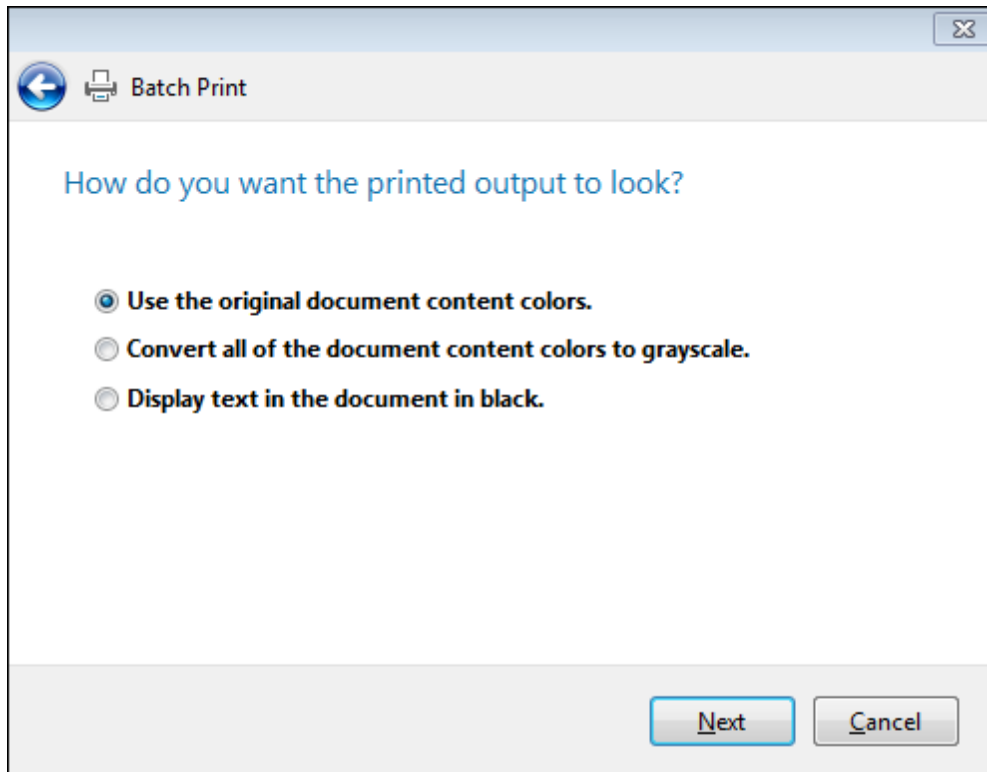 Batch Print
How do you want the printed output to look?
Use the original document content colors.
Convert all of the document content colors to grayscale.
Display text in the document in black.
Next Cancel